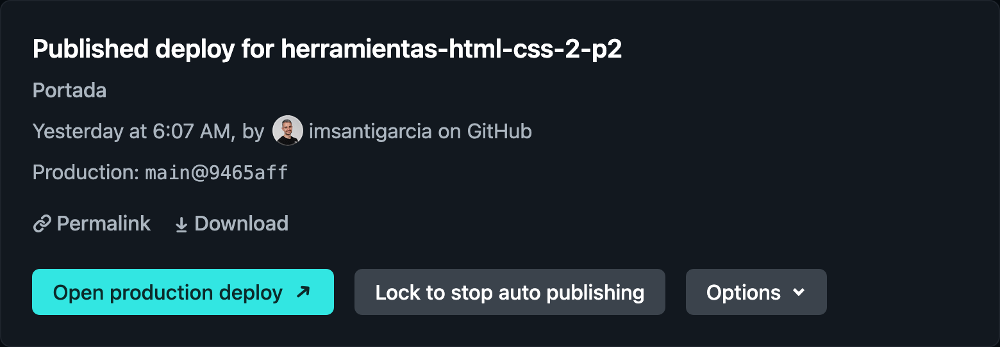 Published deploy for herramientas-html-css-2-p2
Portada
Yesterday at 6:07 AM, by imsantigarcia on GitHub
Production: main@9465aff
Permalink Download
Open production deploy Lock to stop auto publishing Options